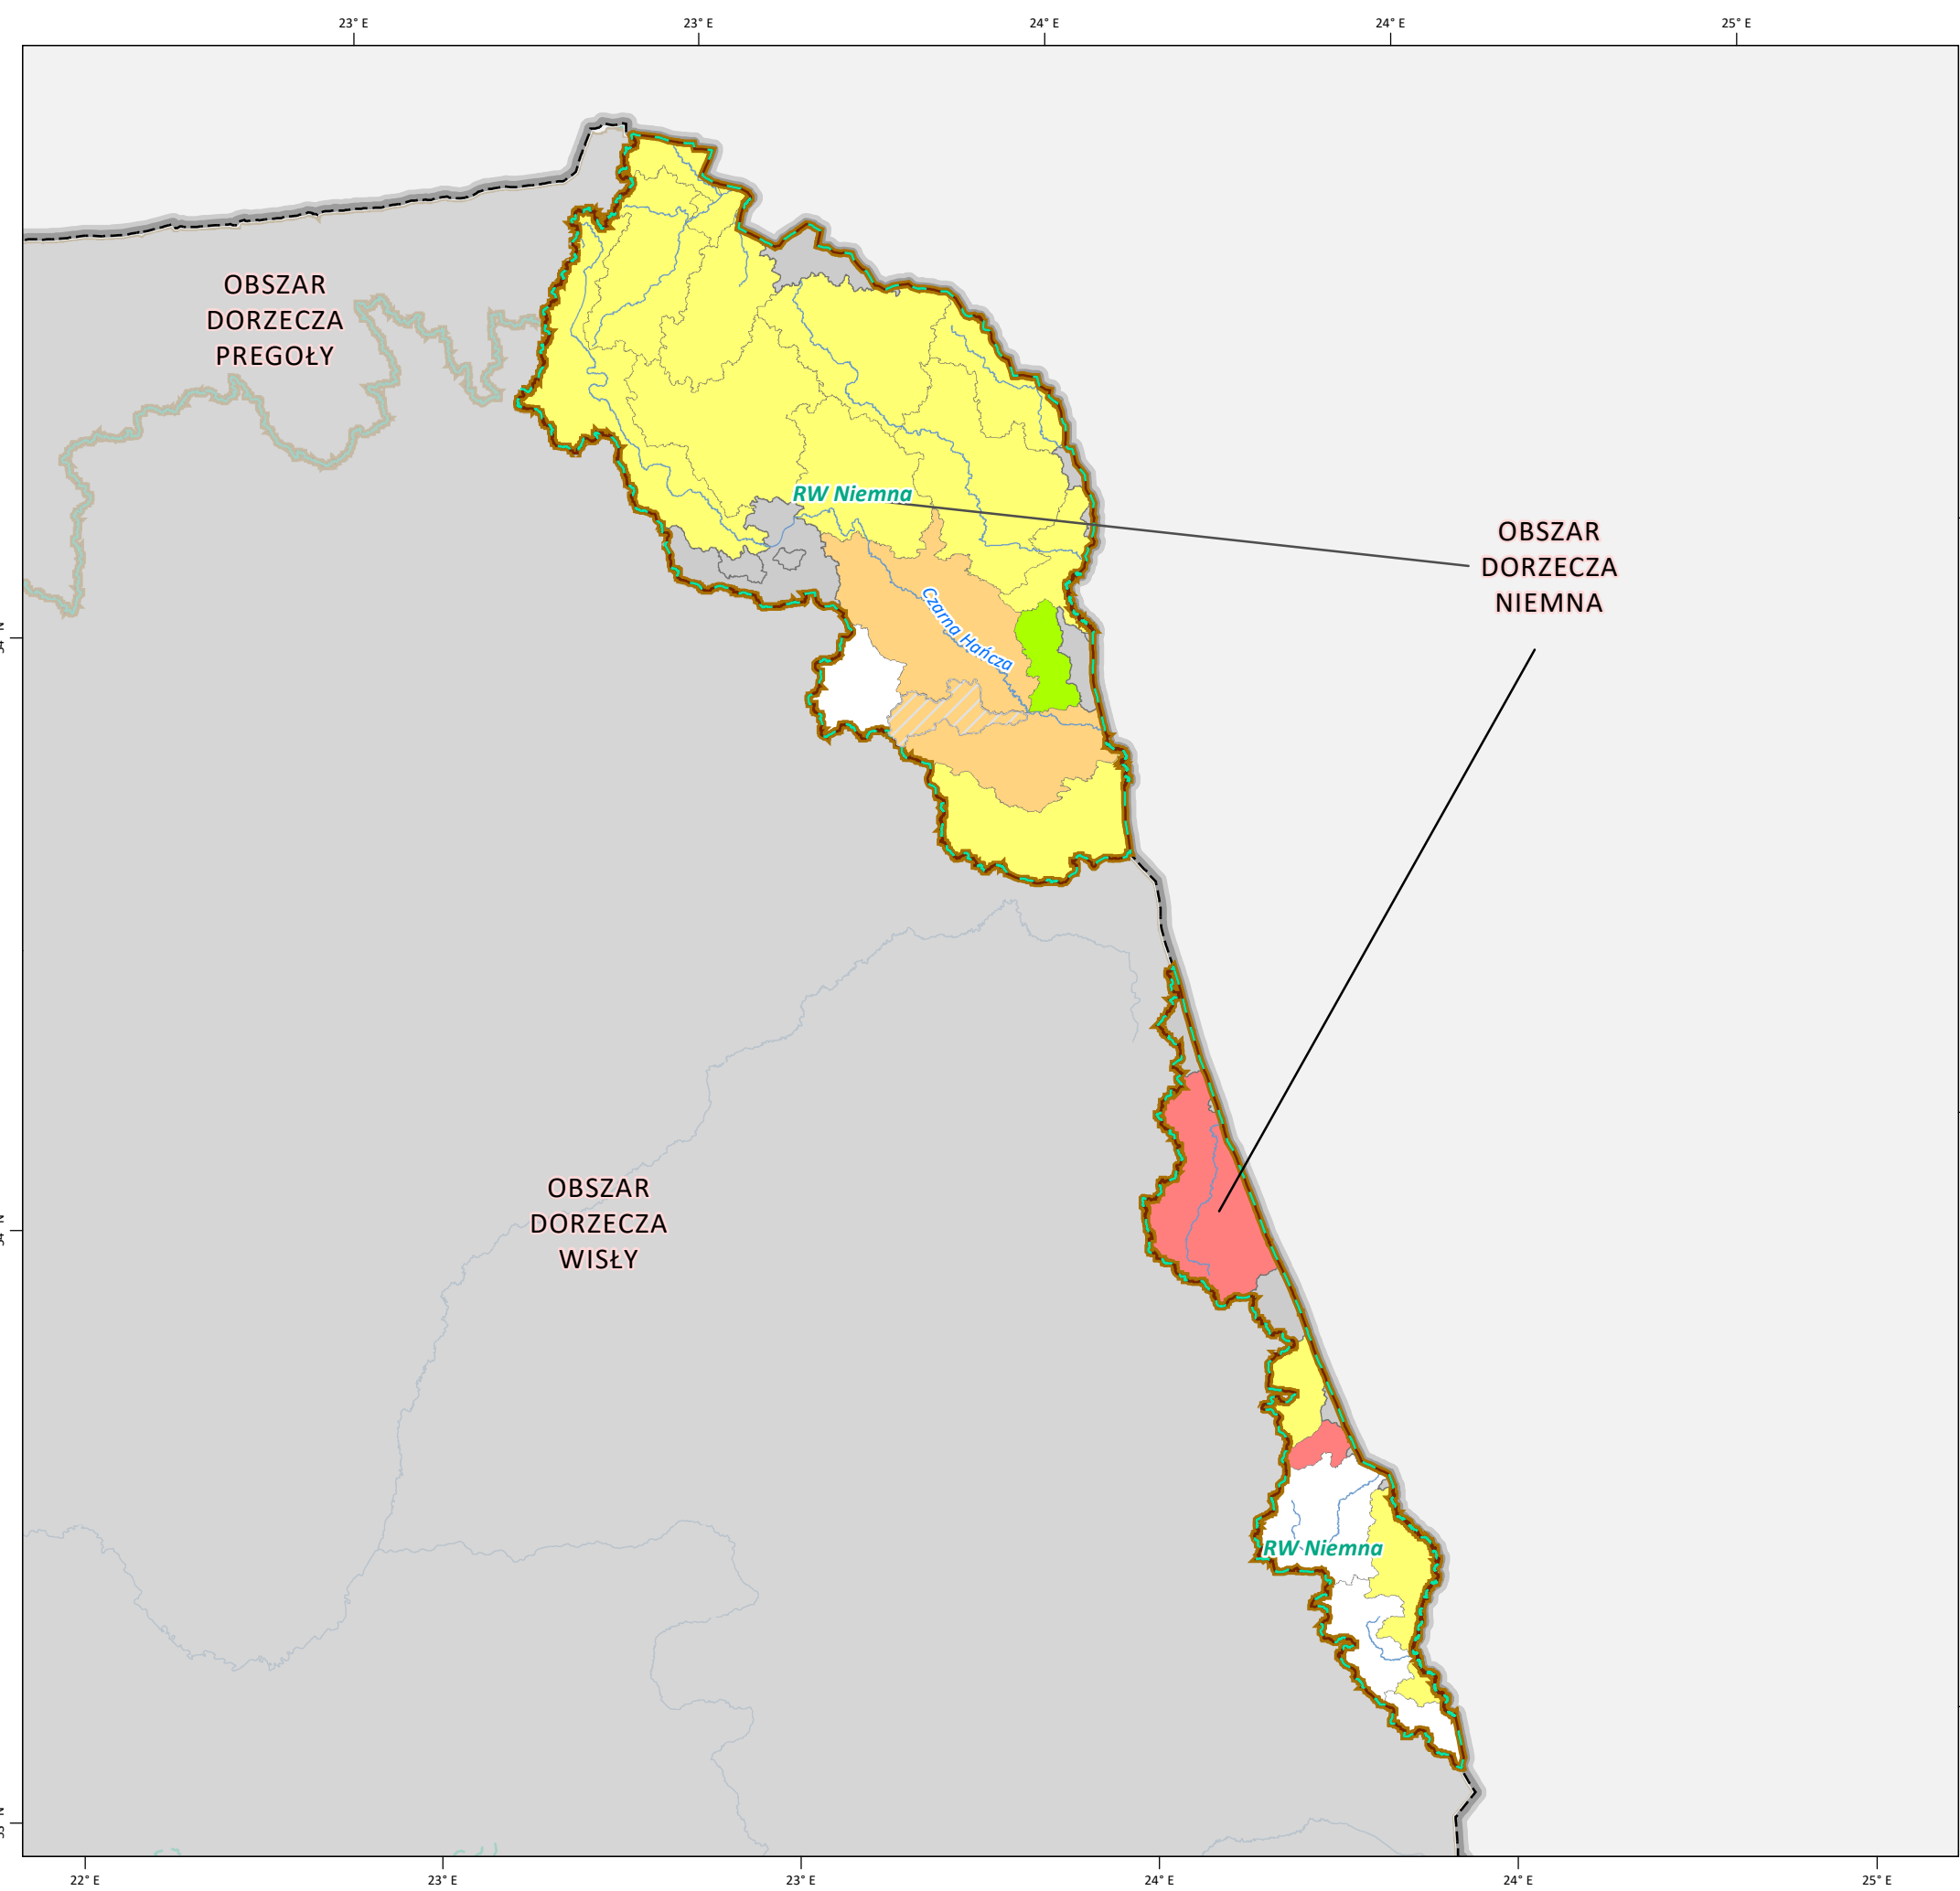 23° E
23° E
24° E
24° E
25° E
OBSZAR
DORZECZA
PREGOŁY
RW Niemna
OBSZAR
DORZECZA
NIEMNA
Czarna Hańcza
OBSZAR
DORZECZA
WISŁY
RW Niemna
22° E
23° E
23° E
24° E
24° E
25° E